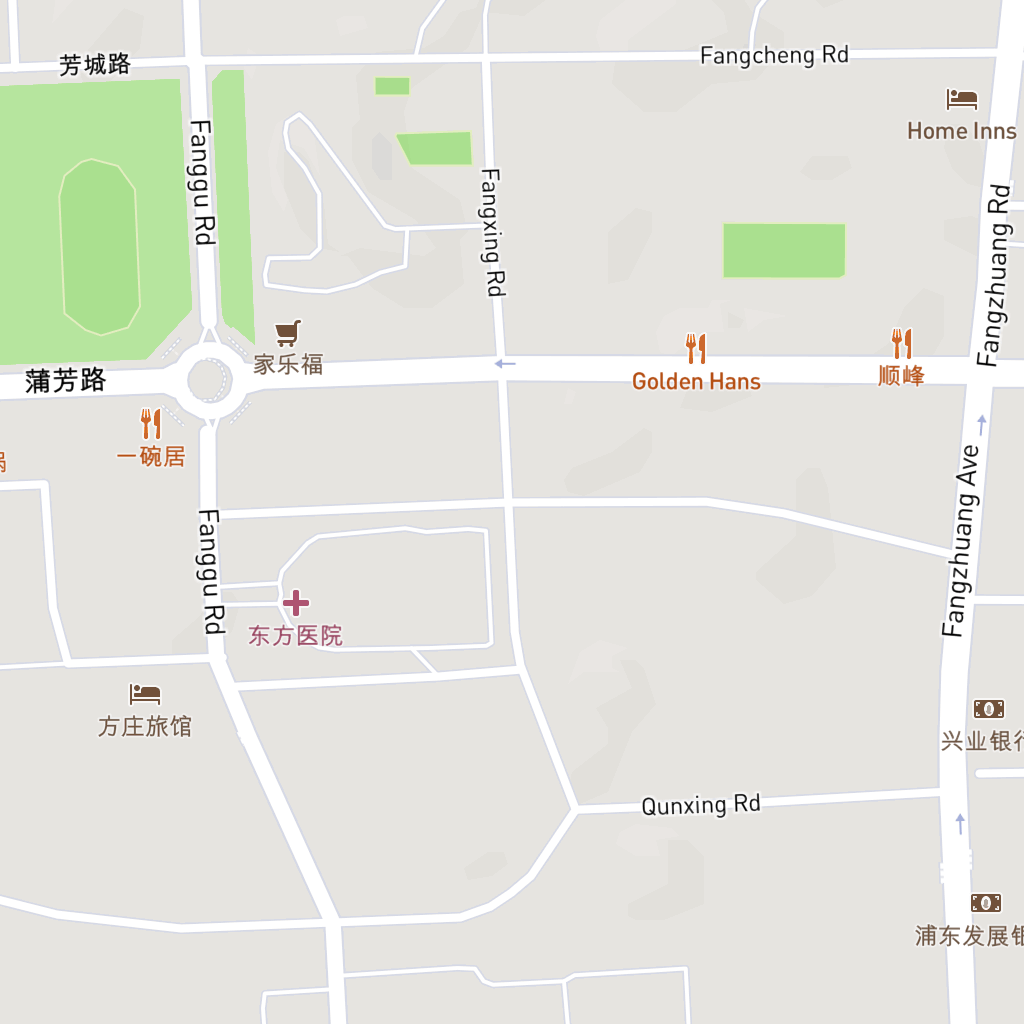 芳城路
Fangcheng Rd
Home Inns
Fanggu Rd
Fangxing Rd
Fangzhuang Rd
家乐福
Golden Hans
顺峰
蒲芳路
一碗居
Fangzhuang Ave
Fanggu Rd
东方医院
方庄旅馆
兴业银行
Qunxing Rd
浦东发展银